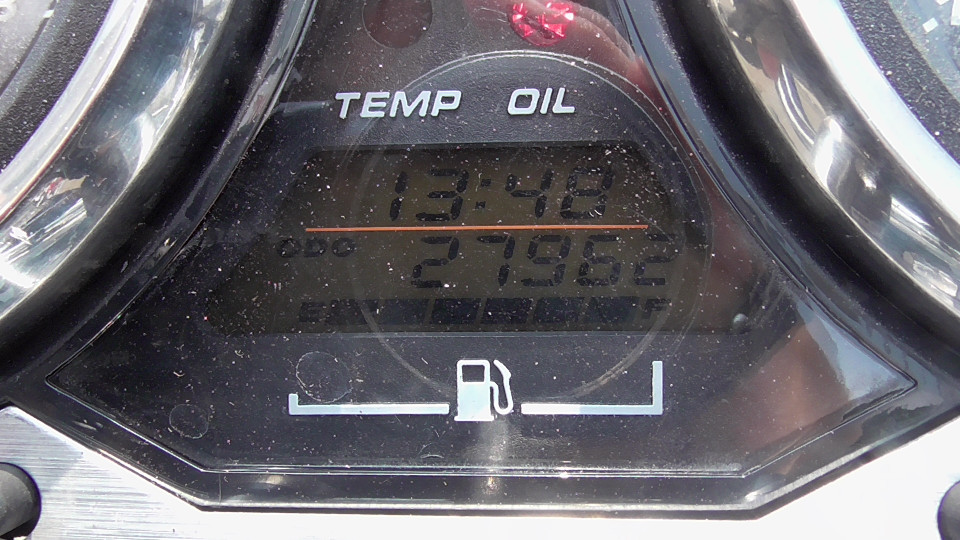 TEMP OIL
13:48
ODO 27962
E F